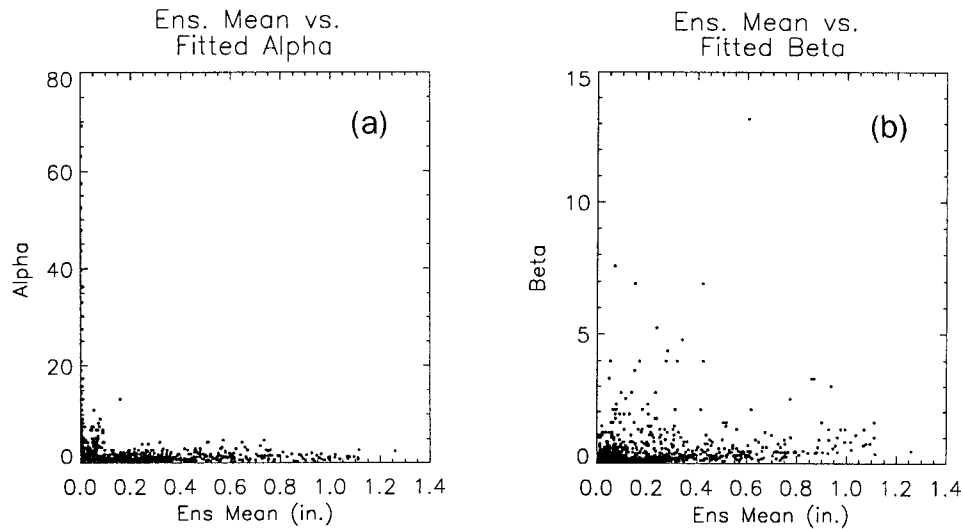 Ens. Mean vs.
Fitted Alpha
80
60
40
20
0
Alpha
(a)
0.0 0.2 0.4 0.6 0.8 1.0 1.2 1.4
Ens Mean (in.)
Ens. Mean vs.
Fitted Beta
15
10
5
0
Beta
(b)
0.0 0.2 0.4 0.6 0.8 1.0 1.2 1.4
Ens Mean (in.)